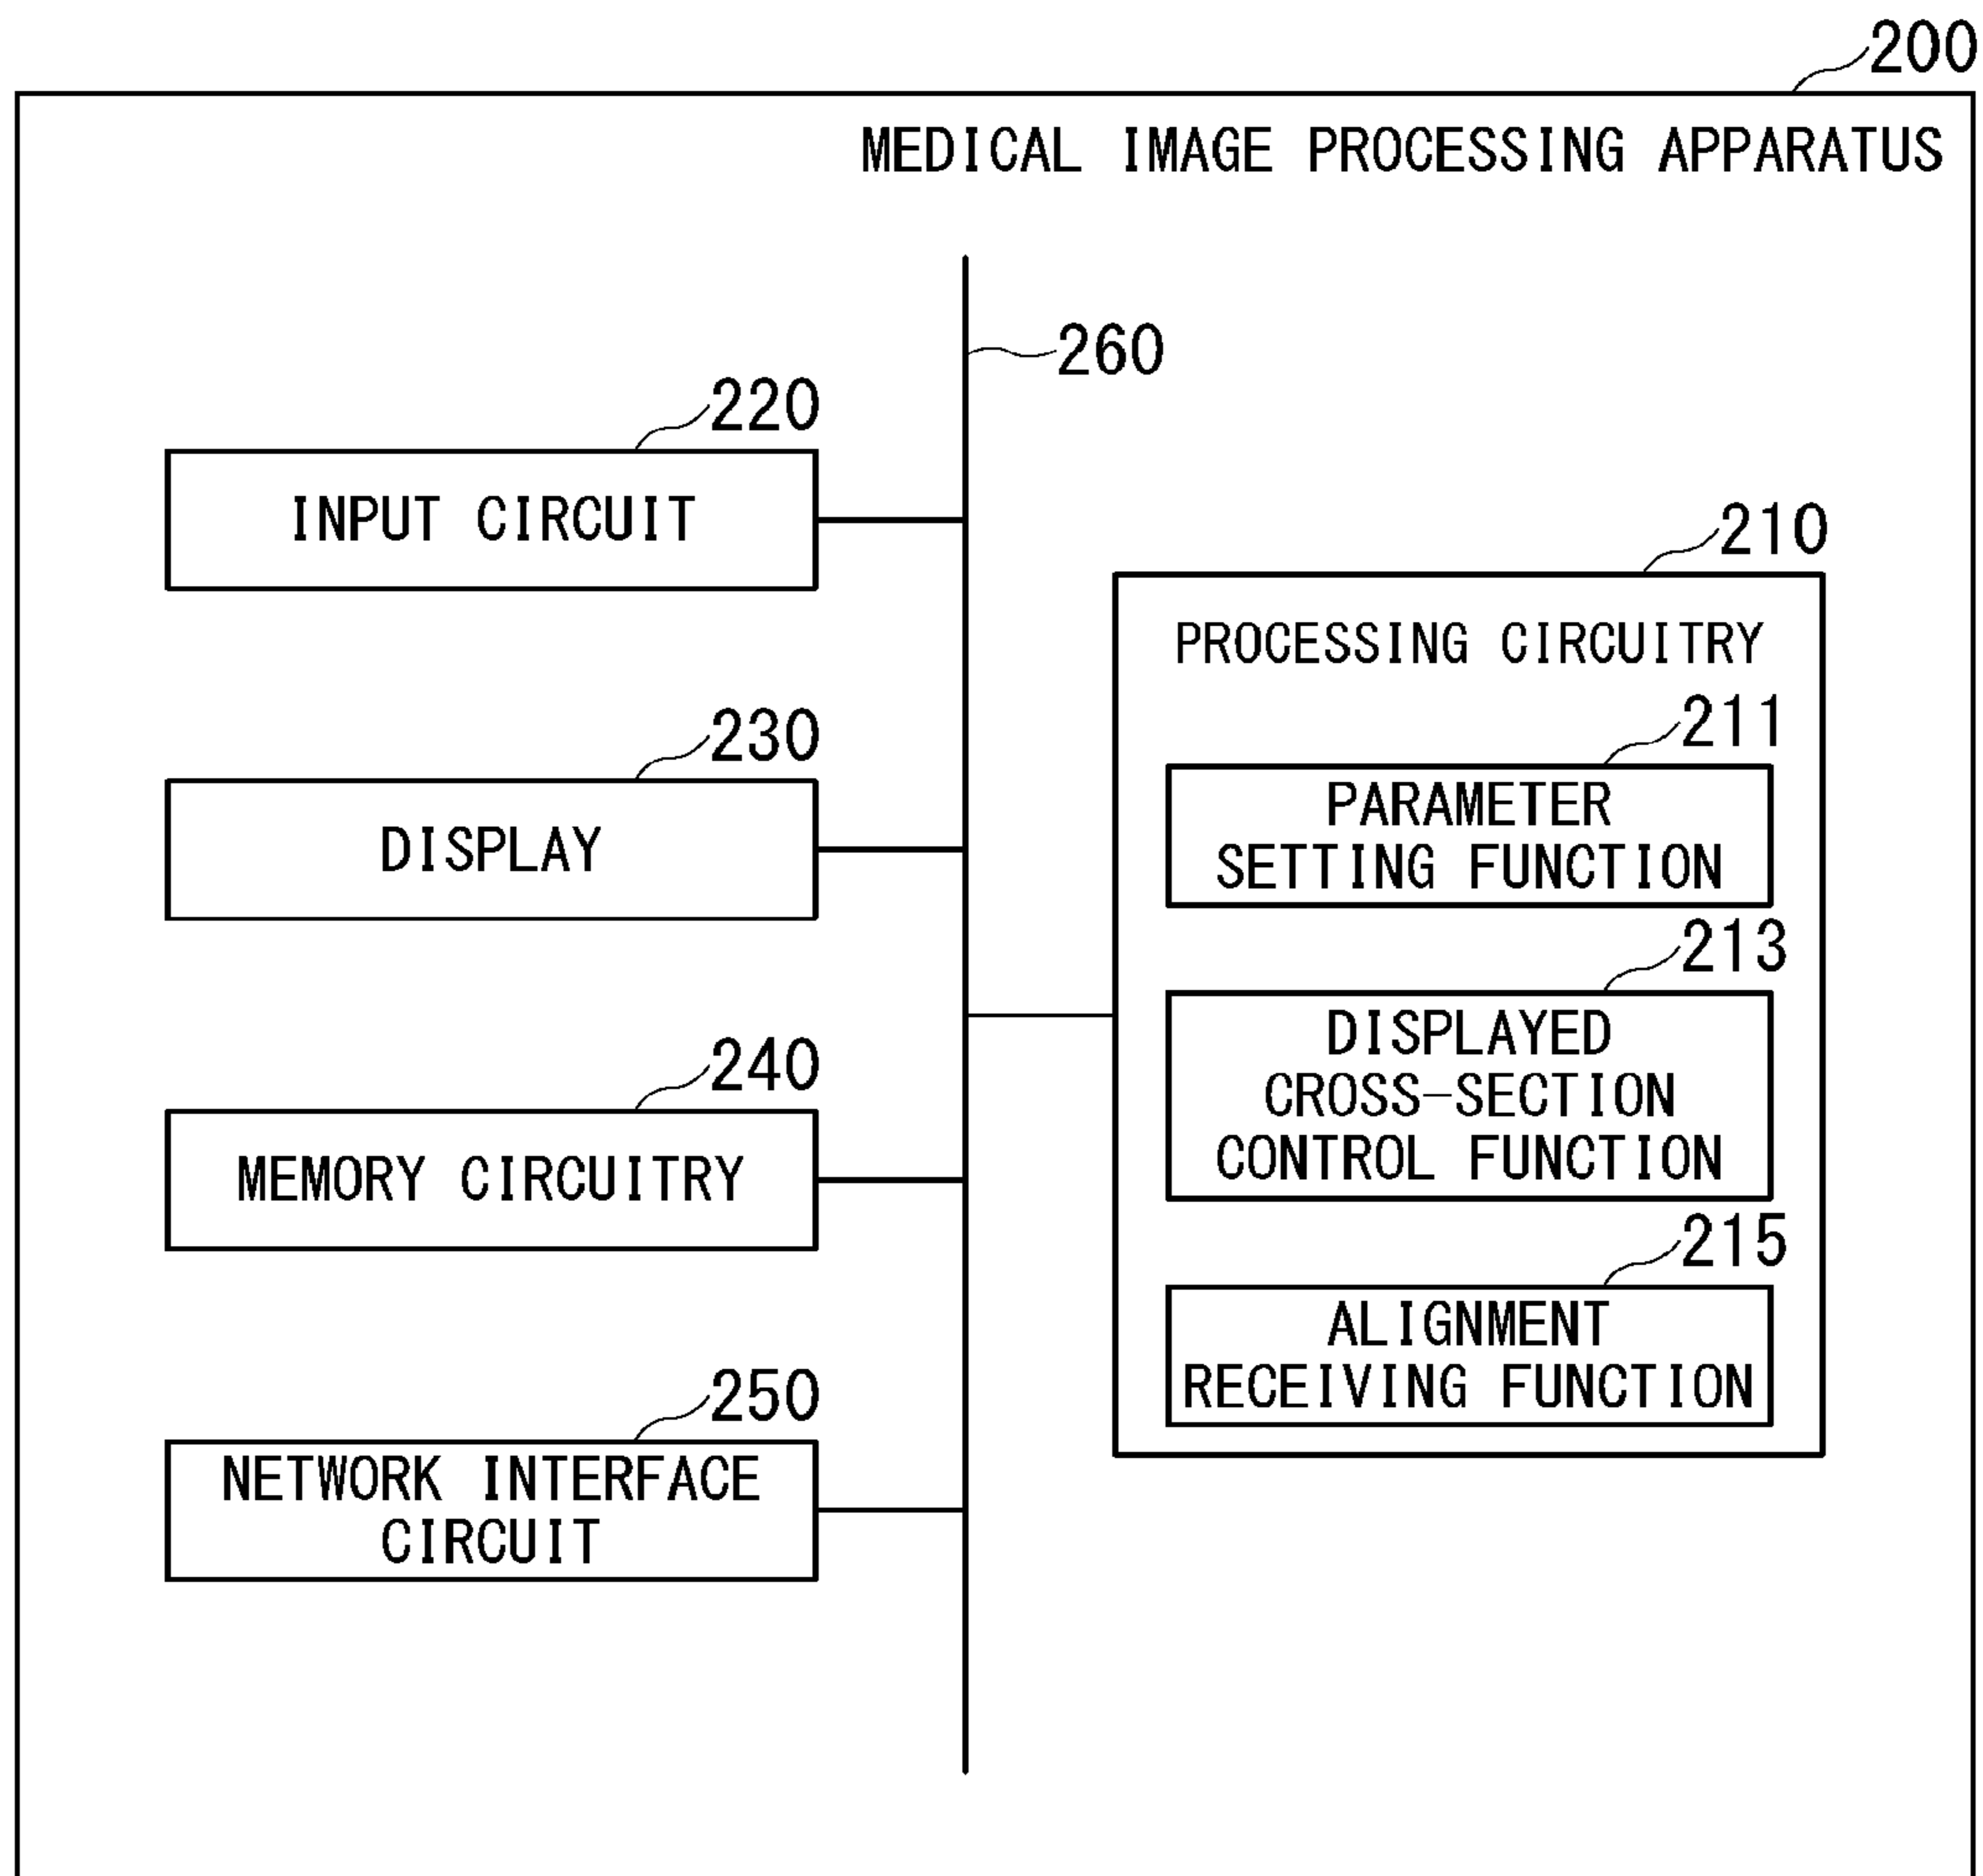 200
MEDICAL IMAGE PROCESSING APPARATUS
260
220
INPUT CIRCUIT
230
DISPLAY
240
MEMORY CIRCUITRY
250
NETWORK INTERFACE
CIRCUIT
210
PROCESSING CIRCUITRY
211
PARAMETER
SETTING FUNCTION
213
DISPLAYED
CROSS-SECTION
CONTROL FUNCTION
215
ALIGNMENT
RECEIVING FUNCTION